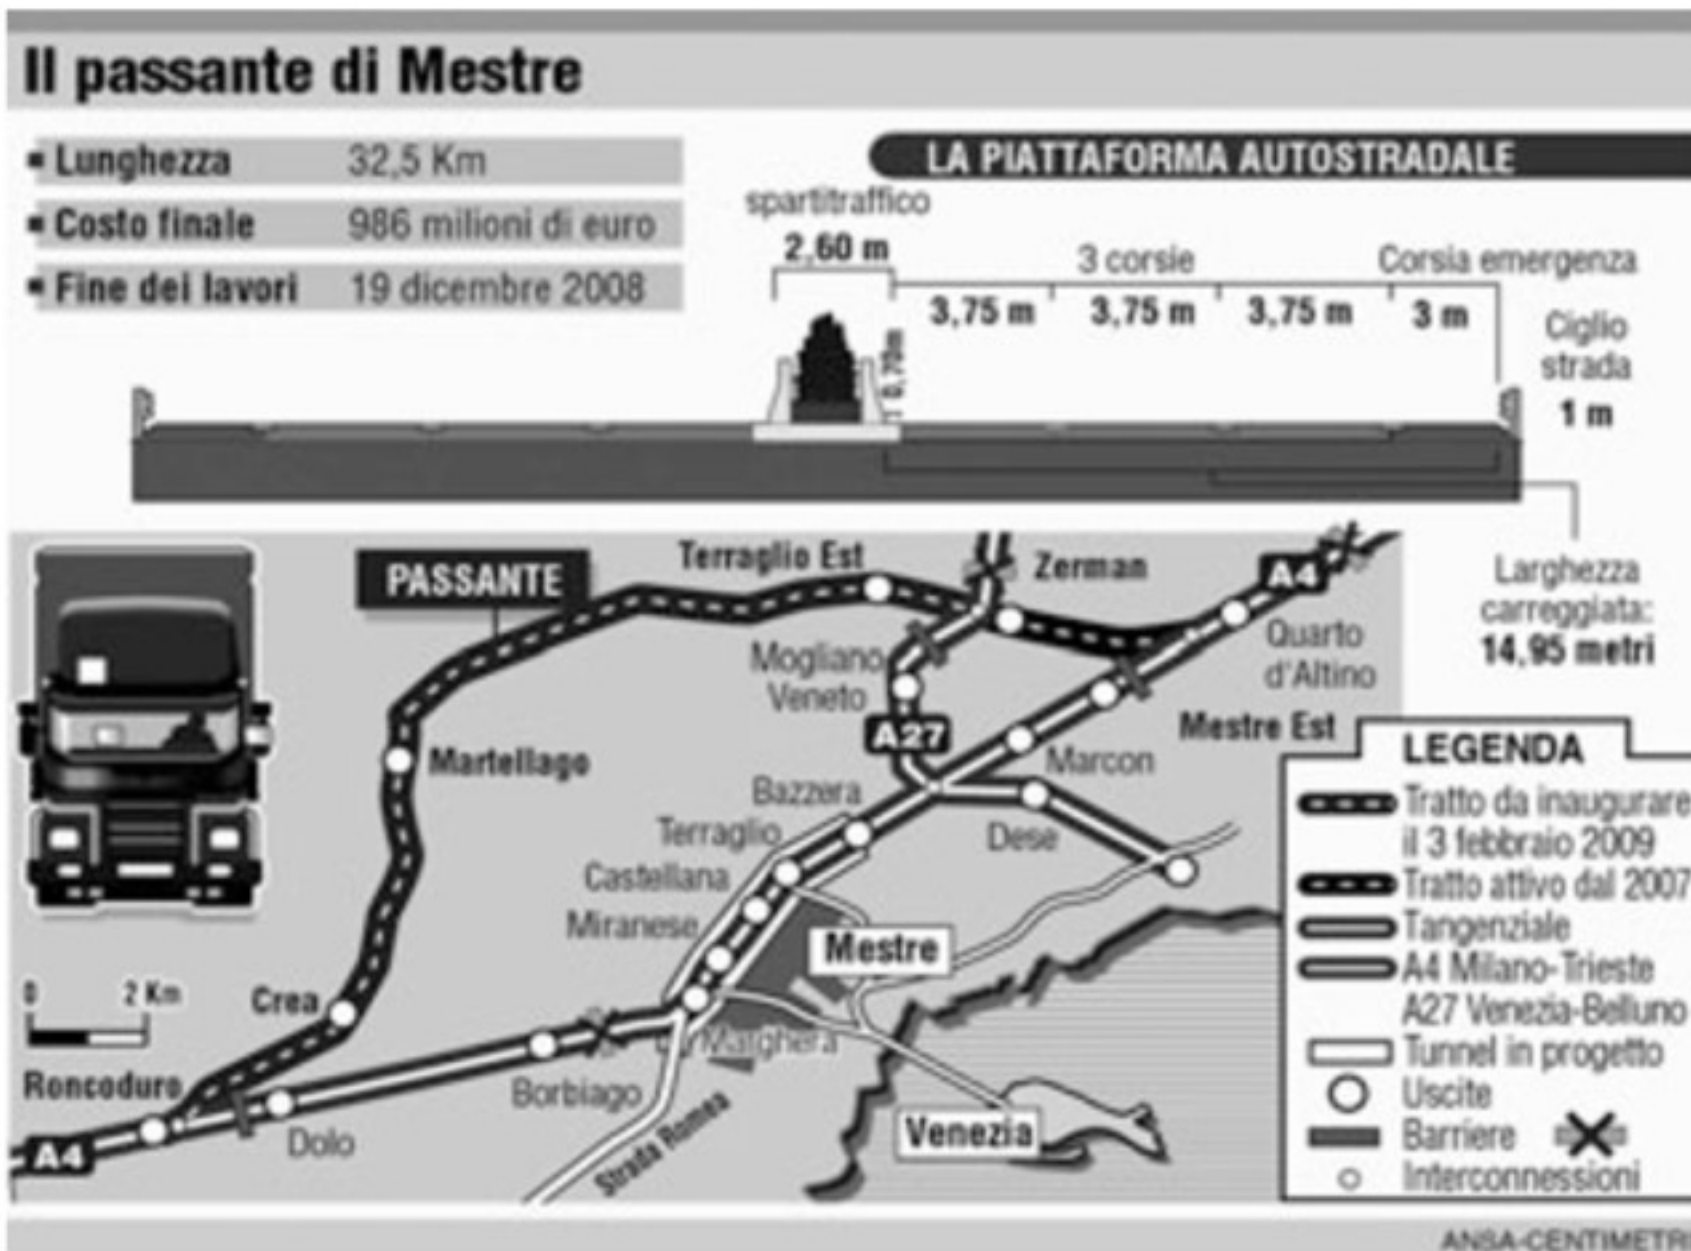 Il passante di Mestre
Lunghezza 32,5 Km
Costo finale 986 milioni di euro
Fine dei lavori 19 dicembre 2008
LA PIATTAFORMA AUTOSTRADALE
spartitraffico
2,60 m
3 corsie
Corsia emergenza
3,75 m
3,75 m
3,75 m
3 m
0,70m
Ciglio
strada
1 m
Larghezza
carreggiata:
14,95 metri
PASSANTE
Terraglio Est
Zerman
A4
Quarto
d'Altino
Mogliano
Veneto
A27
Mestre Est
Martellago
Marcon
Bazzera
Terraglio
Dese
Castellana
Miranese
Mestre
0 2 Km
Crea
Marghera
Roncoduro
Borbiago
Dolo
A4
Strada Romea
Venezia
LEGENDA
Tratto da inaugurare
il 3 febbraio 2009
Tratto attivo dal 2007
Tangenziale
A4 Milano-Trieste
A27 Venezia-Belluno
Tunnel in progetto
Uscite
Barriere
Interconnessioni
ANSA-CENTIMETRI